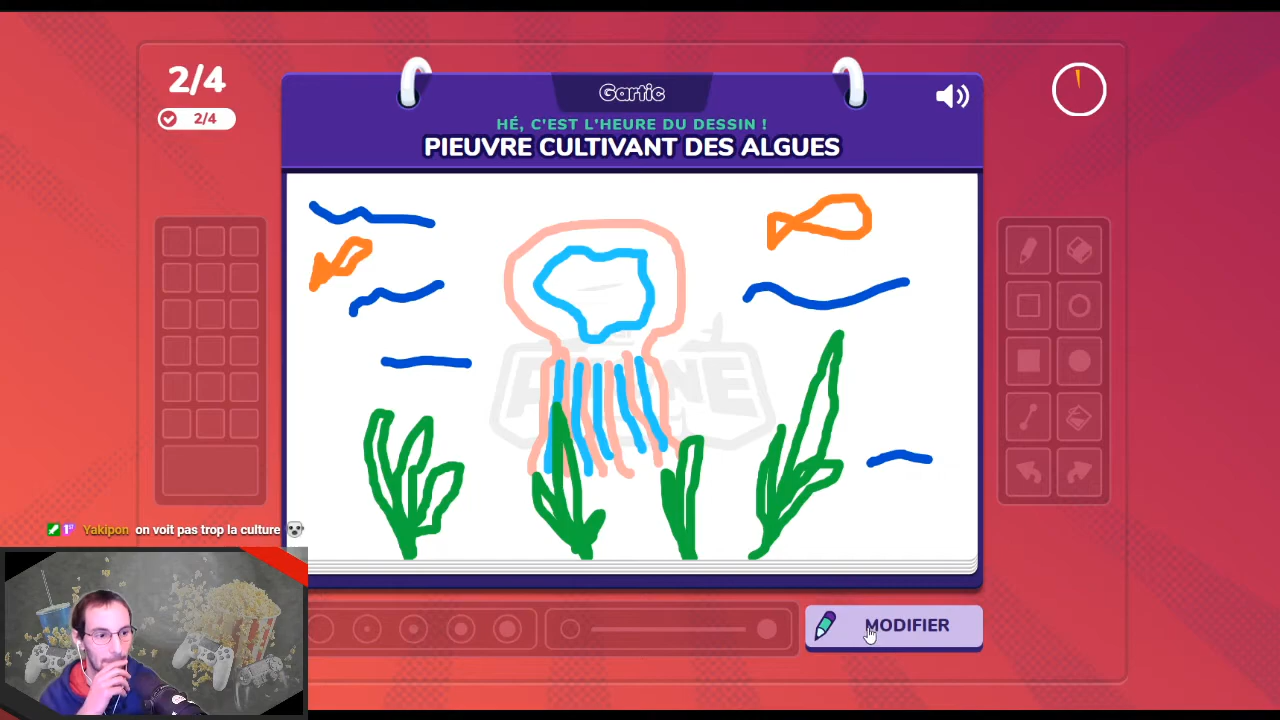 2/4
2/4
Gartic
HÉ, C'EST L'HEURE DU DESSIN !
PIEUVRE CULTIVANT DES ALGUES
1st Yakipon on voit pas trop la culture
MODIFIER